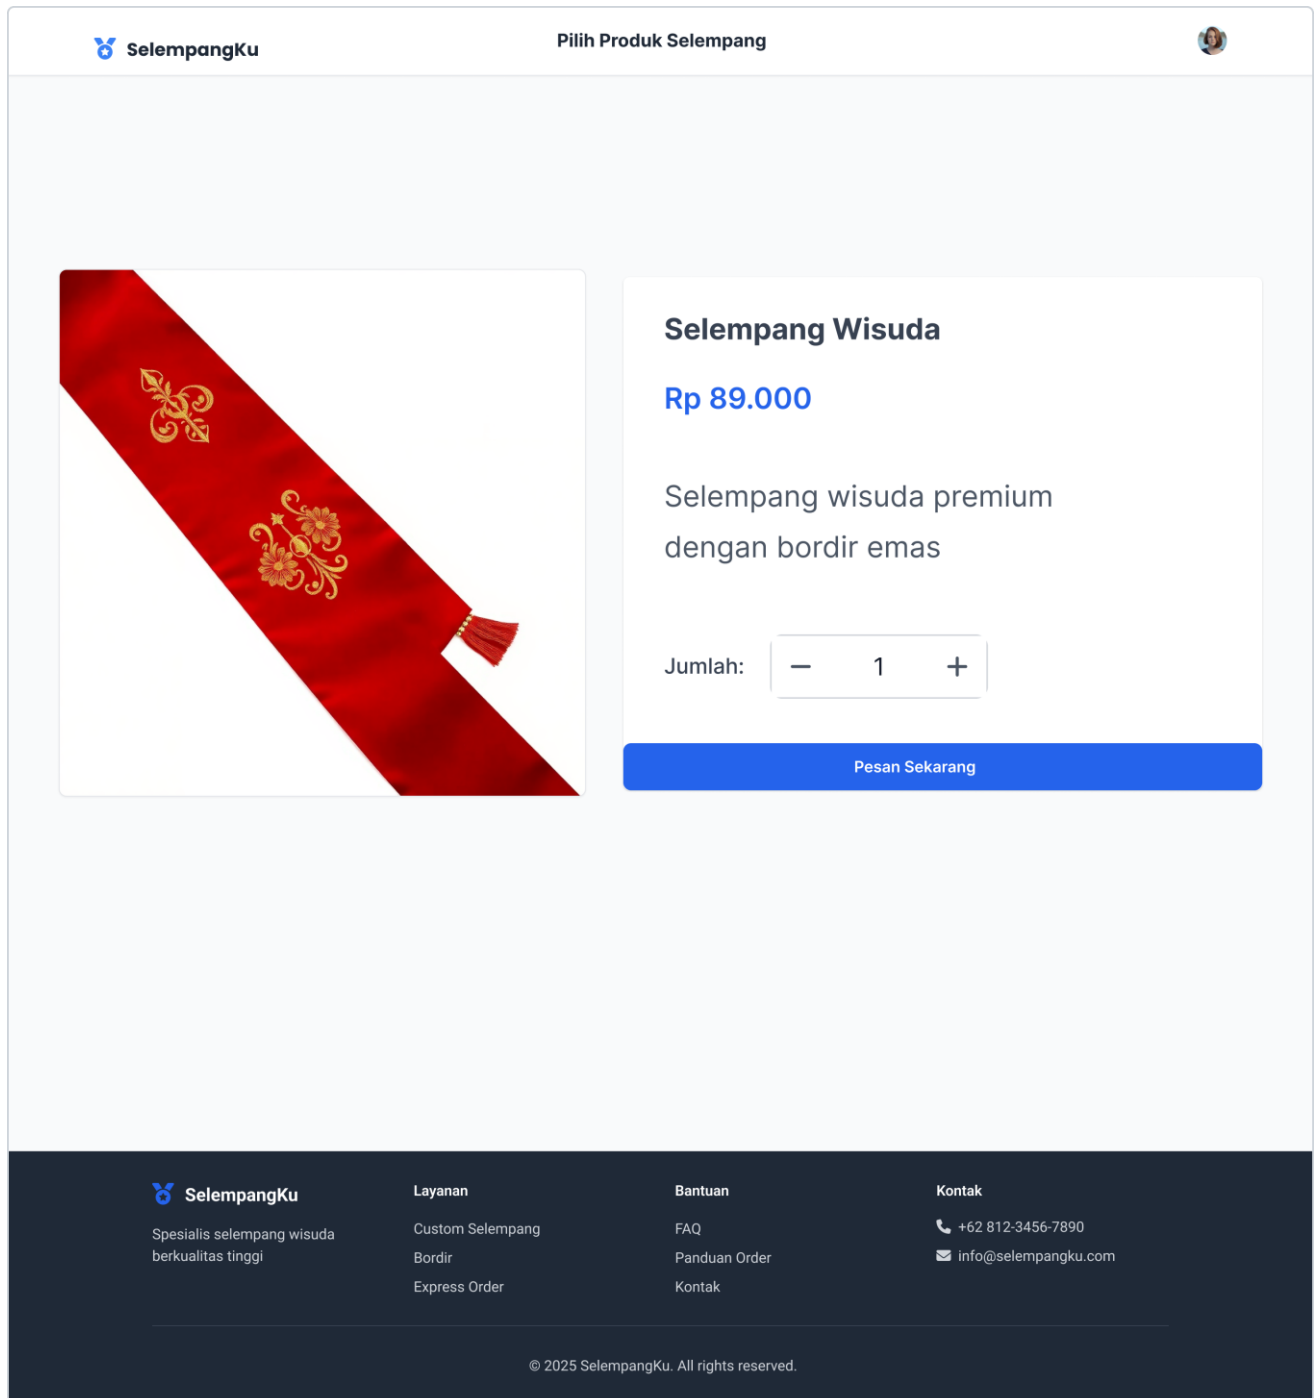 SelempangKu
Pilih Produk Selempang
Selempang Wisuda
Rp 89.000
Selempang wisuda premium
dengan bordir emas
Jumlah:
1
Pesan Sekarang
SelempangKu
Spesialis selempang wisuda
berkualitas tinggi
Layanan
Custom Selempang
Bordir
Express Order
Bantuan
FAQ
Panduan Order
Kontak
Kontak
+62 812-3456-7890
info@selempangku.com
© 2025 SelempangKu. All rights reserved.